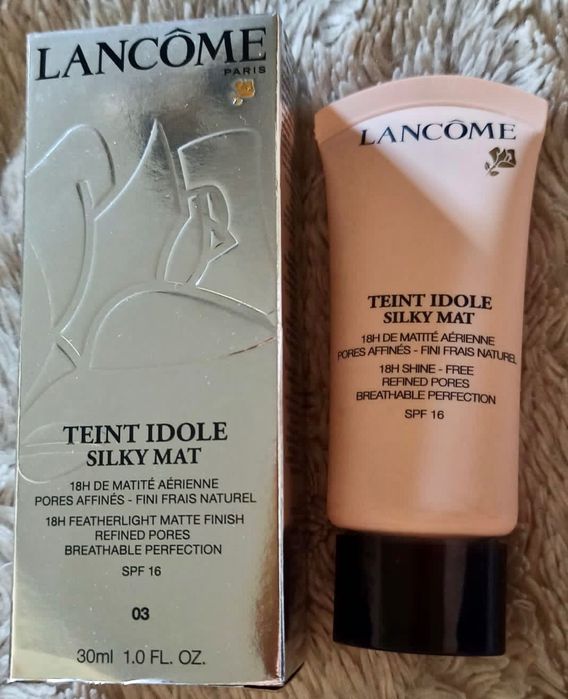 LANCÔME
PARIS
TEINT IDOLE
SILKY MAT
18H DE MATITÉ AÉRIENNE
PORES AFFINÉS - FINI FRAIS NATUREL
18H FEATHERLIGHT MATTE FINISH
REFINED PORES
BREATHABLE PERFECTION
SPF 16
03
30ml 1.0 FL. OZ.
LANCÔME
TEINT IDOLE
SILKY MAT
18H DE MATITÉ AÉRIENNE
PORES AFFINÉS - FINI FRAIS NATUREL
18H SHINE - FREE
REFINED PORES
BREATHABLE PERFECTION
SPF 16